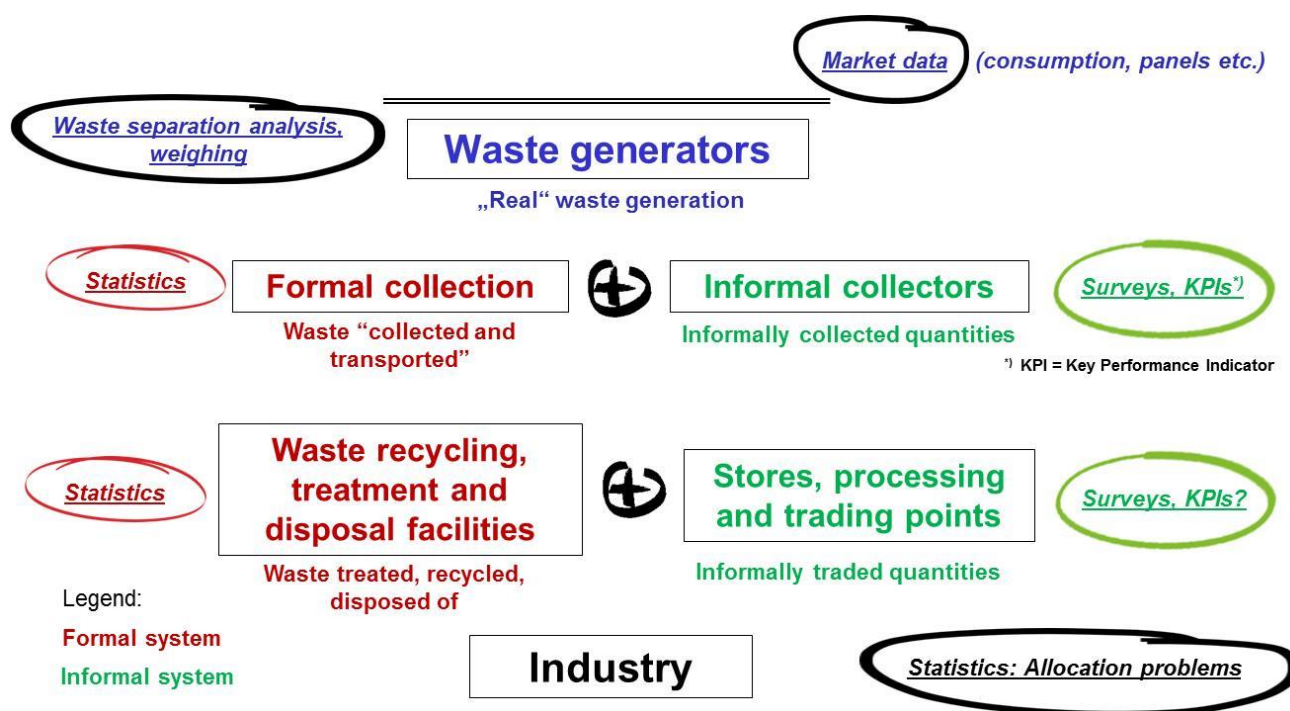 Market data (consumption, panels etc.)
Waste separation analysis,
weighing
Waste generators
„Real“ waste generation
Statistics
Formal collection
Informal collectors
Surveys, KPIs*)
Waste “collected and
transported”
Informally collected quantities
*) KPI = Key Performance Indicator
Statistics
Waste recycling,
treatment and
disposal facilities
Stores, processing
and trading points
Surveys, KPIs?
Waste treated, recycled,
disposed of
Informally traded quantities
Legend:
Formal system
Informal system
Industry
Statistics: Allocation problems